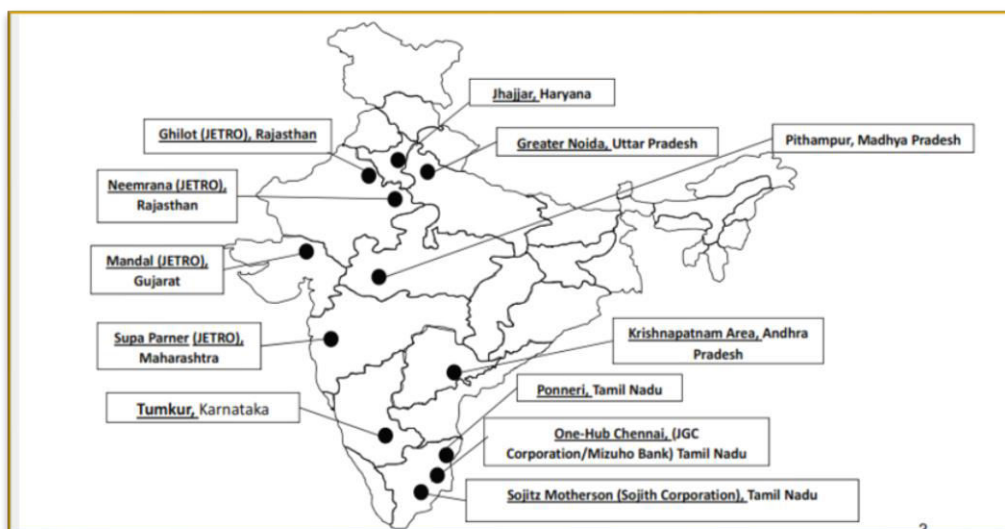 Jhajjar, Haryana
Ghilot (JETRO), Rajasthan
Greater Noida, Uttar Pradesh
Pithampur, Madhya Pradesh
Neemrana (JETRO),
Rajasthan
Mandal (JETRO),
Gujarat
Supa Parner (JETRO),
Maharashtra
Krishnapatnam Area, Andhra
Pradesh
Ponneri, Tamil Nadu
Tumkur, Karnataka
One-Hub Chennai, (JGC
Corporation/Mizuho Bank) Tamil Nadu
Sojitz Motherson (Sojith Corporation), Tamil Nadu